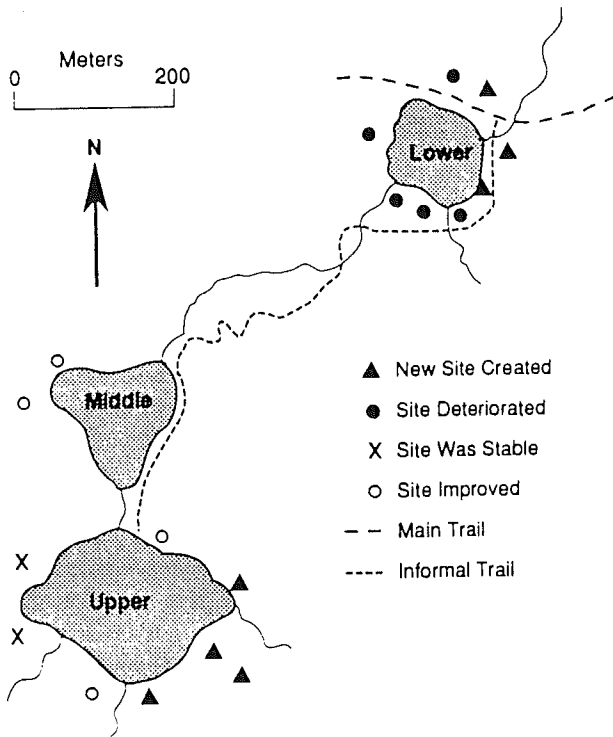 Meters
0 200
N
Lower
Middle
Upper
New Site Created
Site Deteriorated
Site Was Stable
Site Improved
Main Trail
Informal Trail